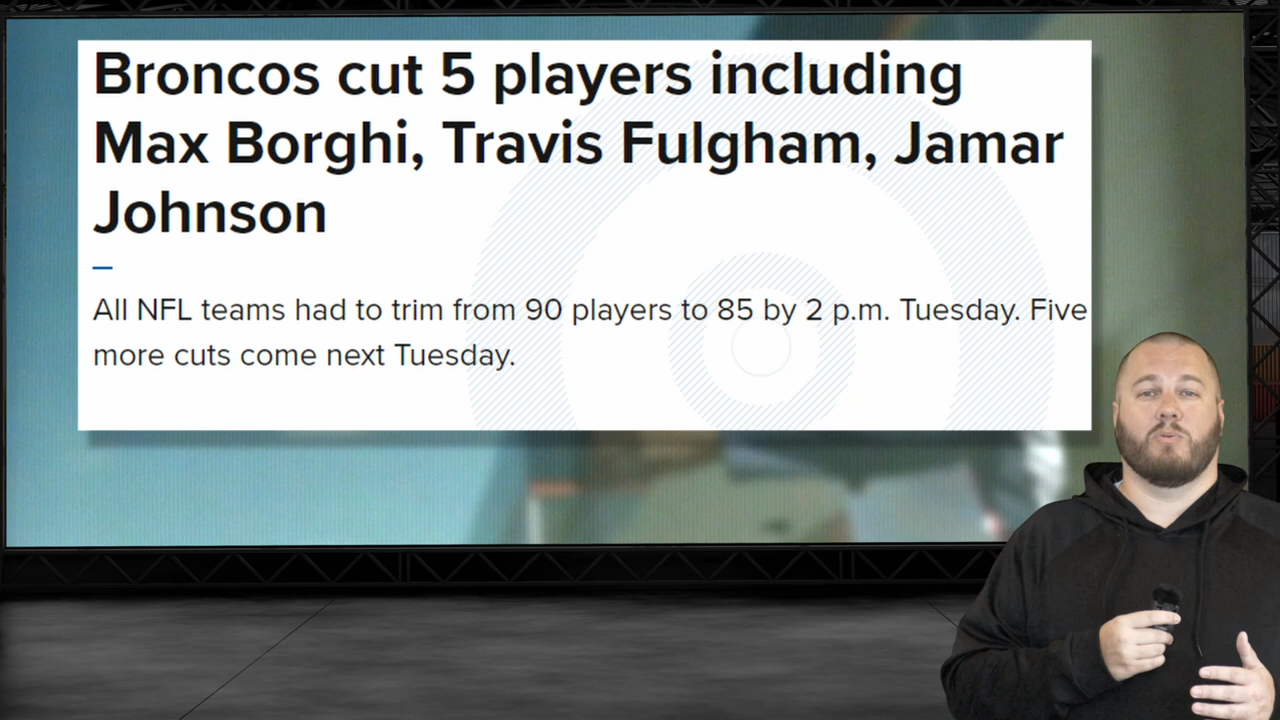 Broncos cut 5 players including
Max Borghi, Travis Fulgham, Jamar
Johnson
All NFL teams had to trim from 90 players to 85 by 2 p.m. Tuesday. Five
more cuts come next Tuesday.